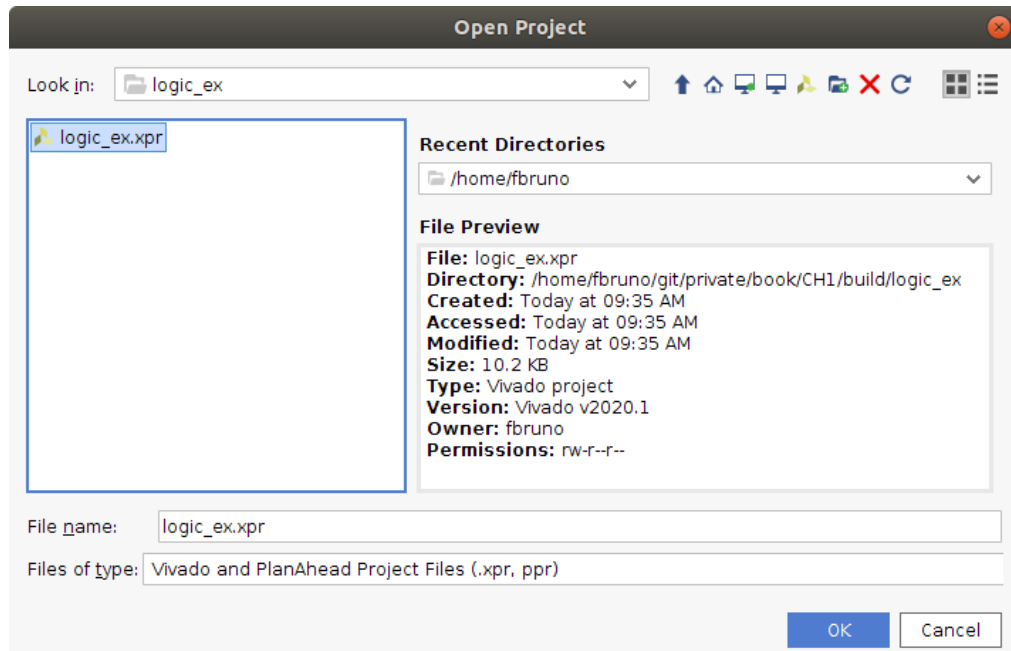 Open Project
Look in: logic_ex
logic_ex.xpr
Recent Directories
/home/fbruno
File Preview
File: logic_ex.xpr
Directory: /home/fbruno/git/private/book/CH1/build/logic_ex
Created: Today at 09:35 AM
Accessed: Today at 09:35 AM
Modified: Today at 09:35 AM
Size: 10.2 KB
Type: Vivado project
Version: Vivado v2020.1
Owner: fbruno
Permissions: rw-r--r--
File name: logic_ex.xpr
Files of type: Vivado and PlanAhead Project Files (.xpr, ppr)
OK Cancel